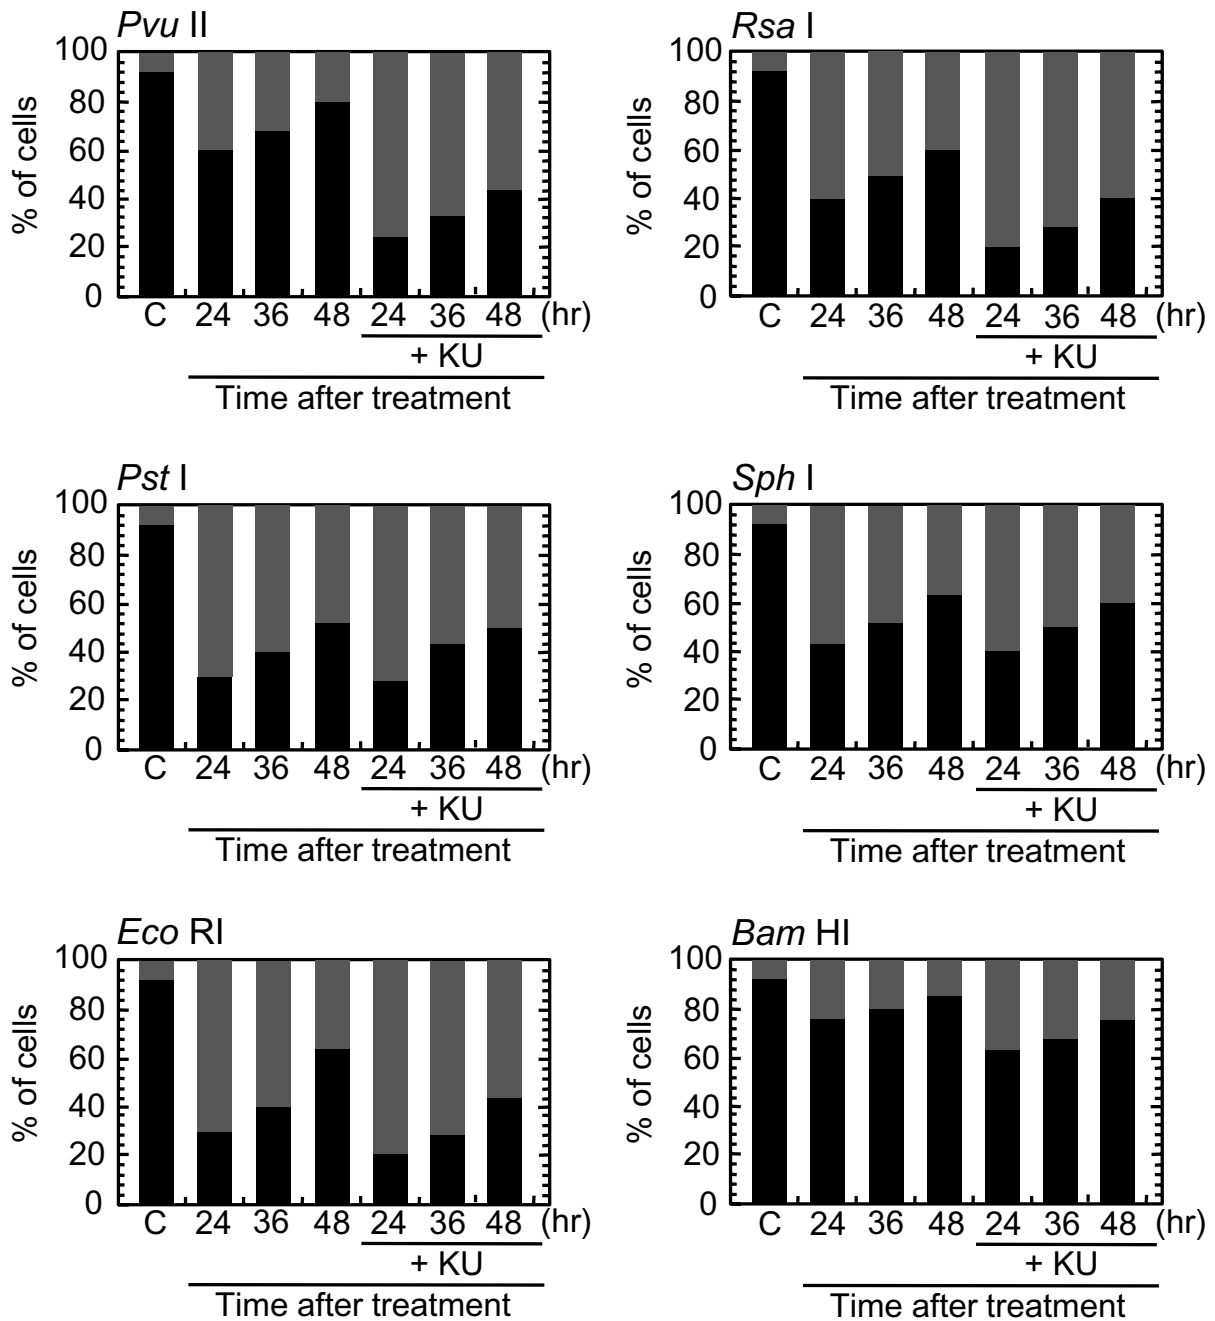 Pvu II
100
80
60
40
20
0
% of cells
C 24 36 48 24 36 48 (hr)
+ KU
Time after treatment
Rsa I
100
80
60
40
20
0
% of cells
C 24 36 48 24 36 48 (hr)
+ KU
Time after treatment
Pst I
100
80
60
40
20
0
% of cells
C 24 36 48 24 36 48 (hr)
+ KU
Time after treatment
Sph I
100
80
60
40
20
0
% of cells
C 24 36 48 24 36 48 (hr)
+ KU
Time after treatment
Eco RI
100
80
60
40
20
0
% of cells
C 24 36 48 24 36 48 (hr)
+ KU
Time after treatment
Bam HI
100
80
60
40
20
0
% of cells
C 24 36 48 24 36 48 (hr)
+ KU
Time after treatment